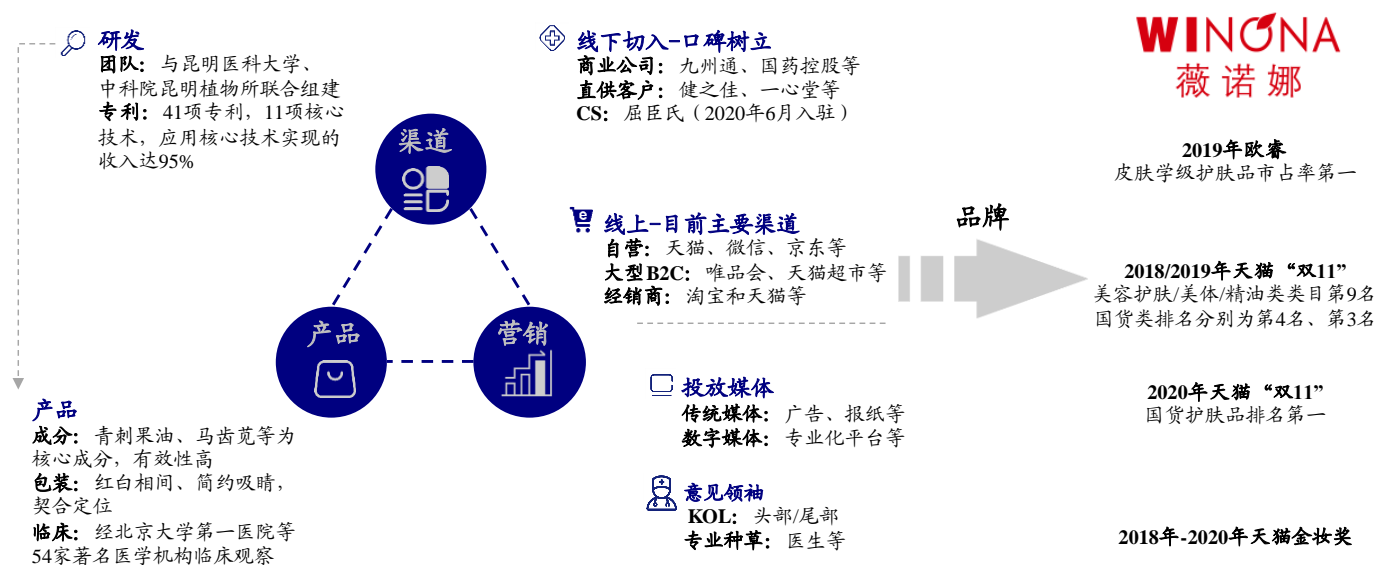 研发
团队：与昆明医科大学、
中科院昆明植物所联合组建
专利：41项专利，11项核心
技术，应用核心技术实现的
收入达95%
产品
成分：青刺果油、马齿苋等为
核心成分，有效性高
包装：红白相间、简约吸睛，
契合定位
临床：经北京大学第一医院等
54家著名医学机构临床观察
渠道
产品
营销
线下切入-口碑树立
商业公司：九州通、国药控股等
直供客户：健之佳、一心堂等
CS：屈臣氏（2020年6月入驻）
e
线上-目前主要渠道
自营：天猫、微信、京东等
大型B2C：唯品会、天猫超市等
经销商：淘宝和天猫等
投放媒体
传统媒体：广告、报纸等
数字媒体：专业化平台等
意见领袖
KOL：头部/尾部
专业种草：医生等
品牌
WINONA
薇诺娜
2019年欧睿
皮肤学级护肤品市占率第一
2018/2019年天猫“双11”
美容护肤/美体/精油类类目第9名
国货类排名分别为第4名、第3名
2020年天猫“双11”
国货护肤品排名第一
2018年-2020年天猫金妆奖